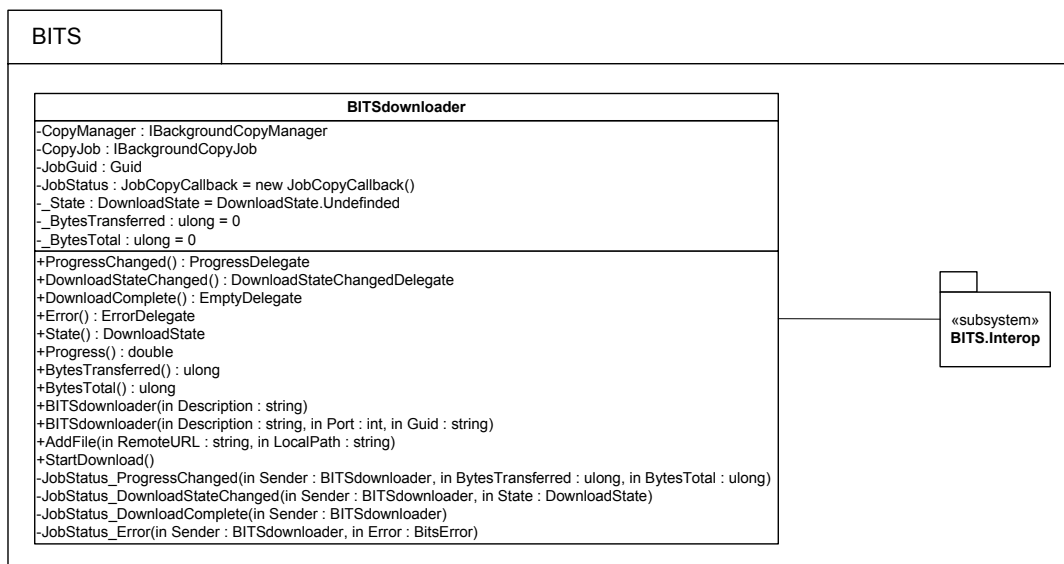 BITS
BITSdownloader
-CopyManager : IBackgroundCopyManager
-CopyJob : IBackgroundCopyJob
-JobGuid : Guid
-JobStatus : JobCopyCallback = new JobCopyCallback()
-_State : DownloadState = DownloadState.Undefinded
-_BytesTransferred : ulong = 0
-_BytesTotal : ulong = 0
+ProgressChanged() : ProgressDelegate
+DownloadStateChanged() : DownloadStateChangedDelegate
+DownloadComplete() : EmptyDelegate
+Error() : ErrorDelegate
+State() : DownloadState
+Progress() : double
+BytesTransferred() : ulong
+BytesTotal() : ulong
+BITSdownloader(in Description : string)
+BITSdownloader(in Description : string, in Port : int, in Guid : string)
+AddFile(in RemoteURL : string, in LocalPath : string)
+StartDownload()
-JobStatus_ProgressChanged(in Sender : BITSdownloader, in BytesTransferred : ulong, in BytesTotal : ulong)
-JobStatus_DownloadStateChanged(in Sender : BITSdownloader, in State : DownloadState)
-JobStatus_DownloadComplete(in Sender : BITSdownloader)
-JobStatus_Error(in Sender : BITSdownloader, in Error : BitsError)
«subsystem»
BITS.Interop